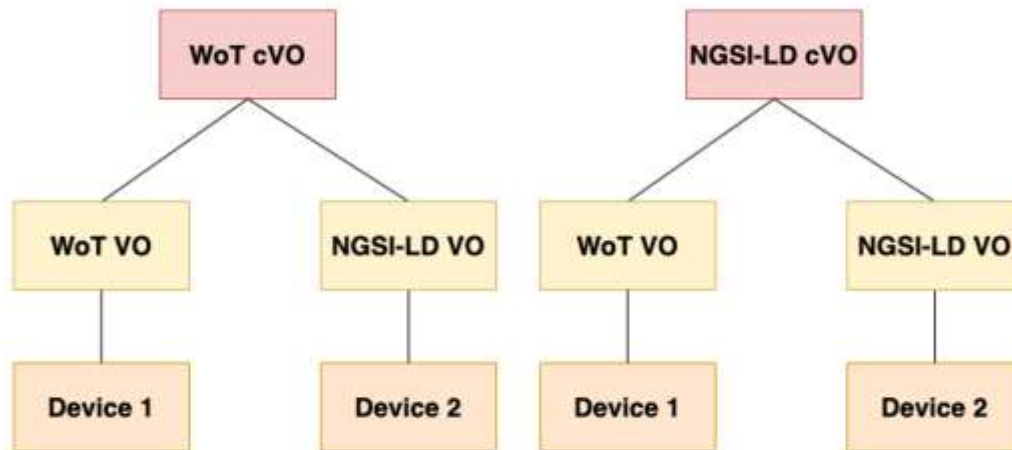 WoT cVO
NGSI-LD cVO
WoT VO
NGSI-LD VO
WoT VO
NGSI-LD VO
Device 1
Device 2
Device 1
Device 2